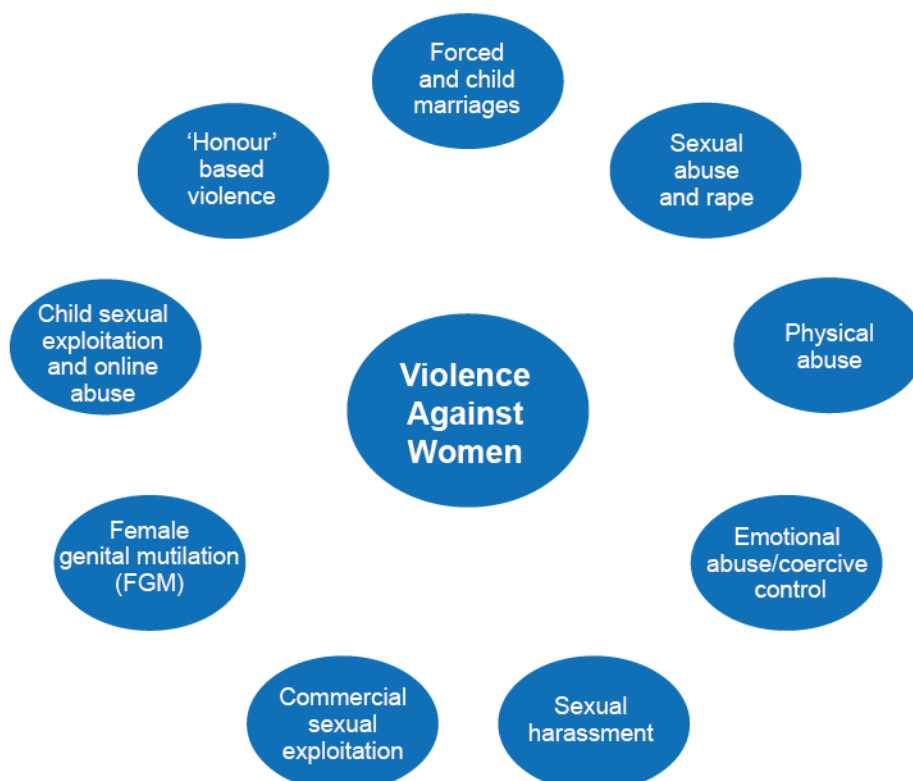 Forced
and child
marriages
Sexual
abuse
and rape
Physical
abuse
Emotional
abuse/coercive
control
Sexual
harassment
Commercial
sexual
exploitation
Female
genital mutilation
(FGM)
Child sexual
exploitation
and online
abuse
‘Honour’
based
violence
Violence
Against
Women